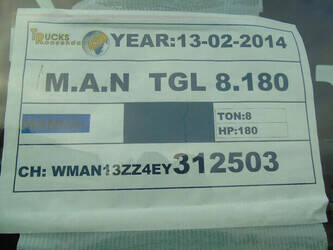 TRUCKS YEAR:13-02-2014
M.A.N TGL 8.180
TON:8
HP:180
CH: WMAN13ZZ4EY312503